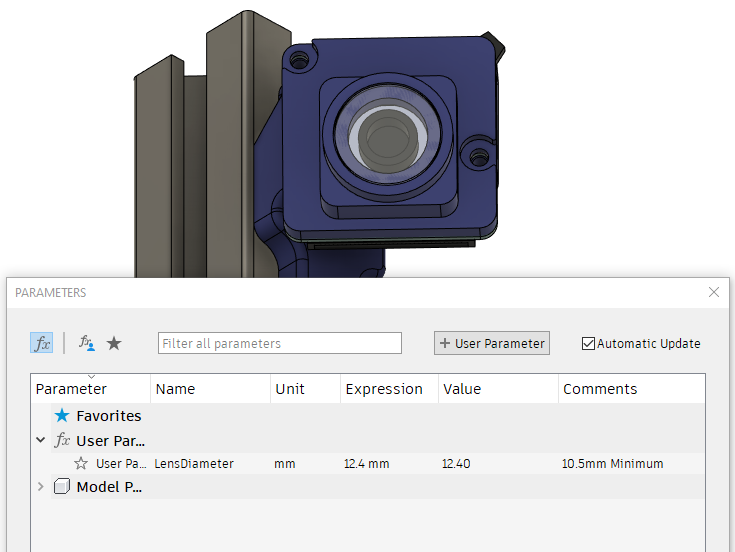 PARAMETERS
fx fx Filter all parameters + User Parameter Automatic Update
Parameter Name Unit Expression Value Comments
Favorites
fx User Par...
User Pa... LensDiameter mm 12.4 mm 12.40 10.5mm Minimum
Model P...